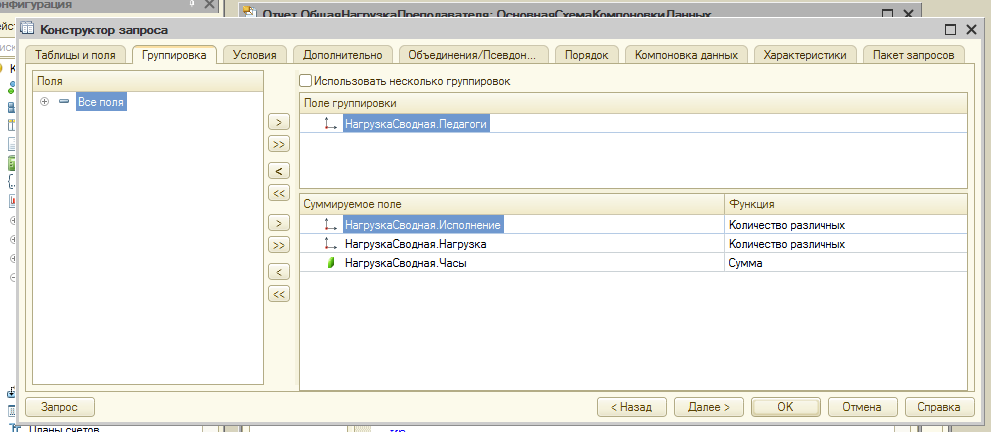 онфигурация
Отчет ОбщаяНагрузкаПреподавателя: ОсновнаяСхемаКомпоновкиДанных
Конструктор запроса
Таблицы и поля Группировка Условия Дополнительно Объединения/Псевдон... Порядок Компоновка данных Характеристики Пакет запросов
Поля
Все поля
Использовать несколько группировок
Поле группировки
НагрузкаСводная.Педагоги
>
>>
<
<<
Суммируемое поле Функция
НагрузкаСводная.Исполнение Количество различных
НагрузкаСводная.Нагрузка Количество различных
НагрузкаСводная.Часы Сумма
>
>>
<
<<
Запрос < Назад Далее > OK Отмена Справка
Планы счетов